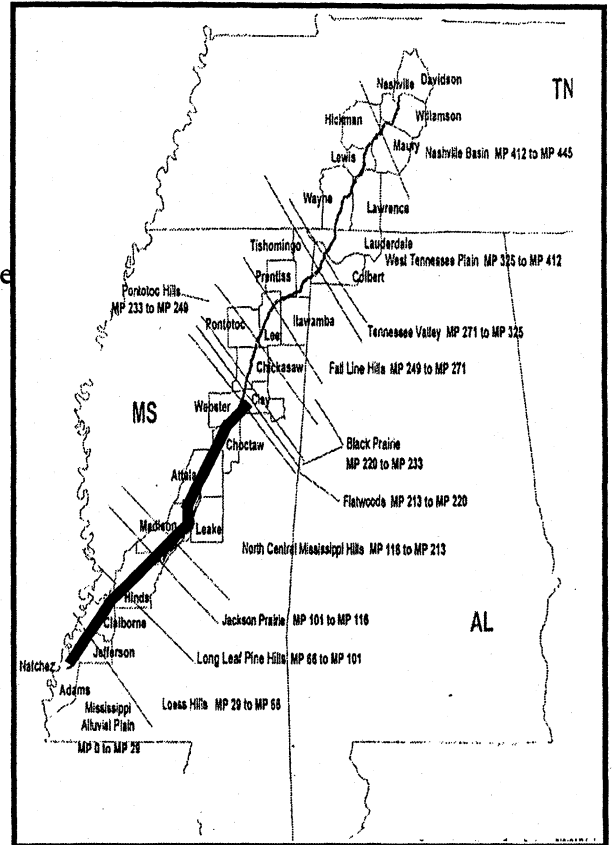 Nashville
Davidson
TN
Hickman
Wiliamson
Maury
Nashville Basin MP 412 to MP 445
Lewis
Wayne
Lawrence
Tishomingo
Lauderdale
West Tennessee Plain MP 325 to MP 412
e
Prentiss
Colbert
Pontotoc Hills
MP 233 to MP 249
Itawamba
Tennessee Valley MP 271 to MP 325
Pontotoc
Lee
Chickasaw
Fall Line Hills MP 249 to MP 271
MS
Webster
Clay
Choctaw
Black Prairie
MP 220 to MP 233
Attala
Flatwoods MP 213 to MP 220
Madison
Leake
North Central Mississippi Hills MP 116 to MP 213
Hinds
Jackson Prairie MP 101 to MP 116
Claiborne
AL
Jefferson
Long Leaf Pine Hills MP 66 to MP 101
Natchez
Adams
Loess Hills MP 29 to MP 66
Mississippi
Alluvial Plain
MP 0 to MP 29